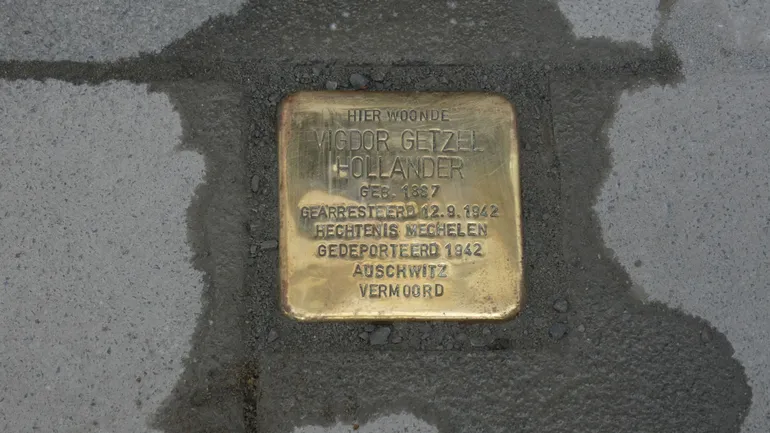 HIER WOONDE
VIGDOR GETZEL
HOLLANDER
GEB. 1887
GEARRESTEERD 12.9.1942
HECHTENIS MECHELEN
GEDEPORTEERD 1942
AUSCHWITZ
VERMOORD